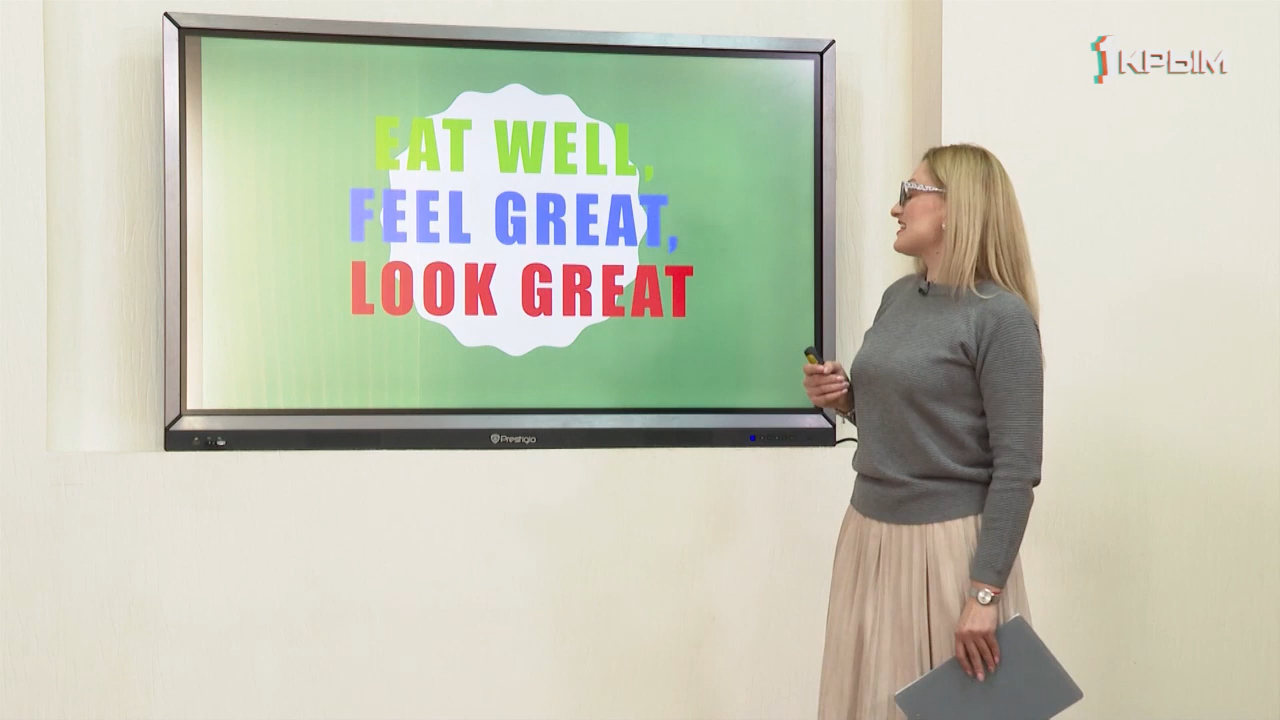 КРЫМ
EAT WELL,
FEEL GREAT,
LOOK GREAT
Prestigio